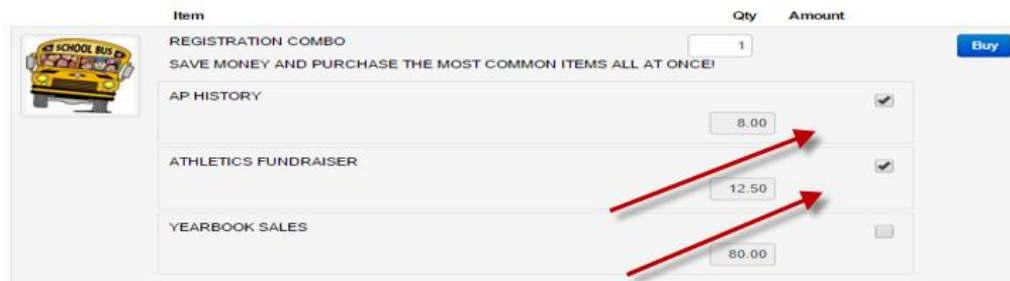 Item Qty Amount
SCHOOL BUS
REGISTRATION COMBO 1 Buy
SAVE MONEY AND PURCHASE THE MOST COMMON ITEMS ALL AT ONCE!
AP HISTORY
8.00
ATHLETICS FUNDRAISER
12.50
YEARBOOK SALES
80.00